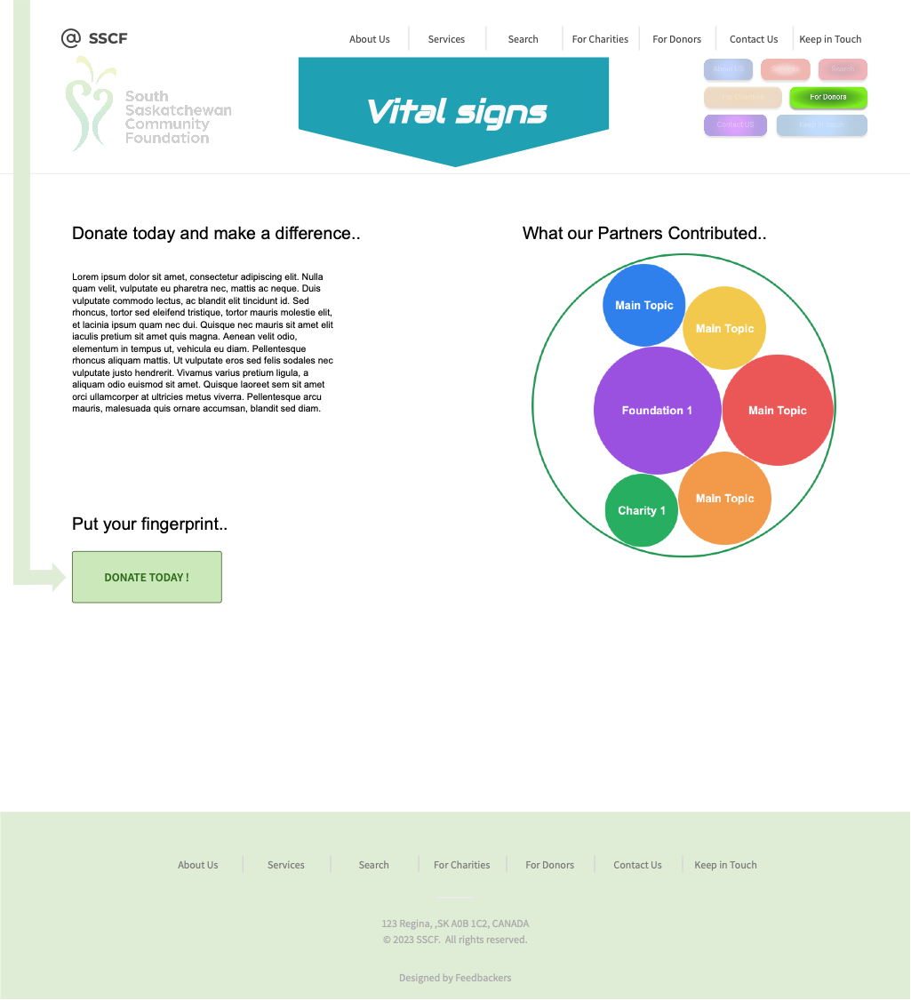 @ SSCF
About Us
Services
Search
For Charities
For Donors
Contact Us
Keep in Touch
South
Saskatchewan
Community
Foundation
Vital signs
About US
Services
Search
For Charities
For Donors
Contact US
Keep in Touch
Donate today and make a difference..
Lorem ipsum dolor sit amet, consectetur adipiscing elit. Nulla
quam velit, vulputate eu pharetra nec, mattis ac neque. Duis
vulputate commodo lectus, ac blandit elit tincidunt id. Sed
rhoncus, tortor sed eleifend tristique, tortor mauris molestie elit,
et lacinia ipsum quam nec dui. Quisque nec mauris sit amet elit
iaculis pretium sit amet quis magna. Aenean velit odio,
elementum in tempus ut, vehicula eu diam. Pellentesque
rhoncus aliquam mattis. Ut vulputate eros sed felis sodales nec
vulputate justo hendrerit. Vivamus varius pretium ligula, a
aliquam odio euismod sit amet. Quisque laoreet sem sit amet
orci ullamcorper at ultricies metus viverra. Pellentesque arcu
mauris, malesuada quis ornare accumsan, blandit sed diam.
Put your fingerprint..
DONATE TODAY !
What our Partners Contributed..
Main Topic
Main Topic
Foundation 1
Main Topic
Main Topic
Charity 1
About Us
Services
Search
For Charities
For Donors
Contact Us
Keep in Touch
123 Regina, ,SK A0B 1C2, CANADA
© 2023 SSCF.  All rights reserved.
Designed by Feedbackers